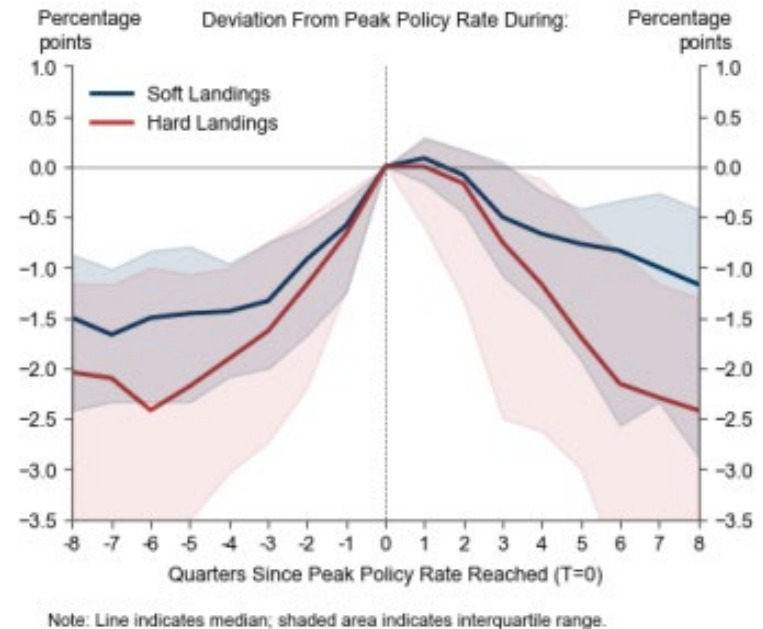 Percentage points
Deviation From Peak Policy Rate During:
Percentage points
1.0
0.5
0.0
−0.5
−1.0
−1.5
−2.0
−2.5
−3.0
−3.5
Soft Landings
Hard Landings
1.0
0.5
0.0
−0.5
−1.0
−1.5
−2.0
−2.5
−3.0
−3.5
-8 -7 -6 -5 -4 -3 -2 -1 0 1 2 3 4 5 6 7 8
Quarters Since Peak Policy Rate Reached (T=0)
Note: Line indicates median; shaded area indicates interquartile range.